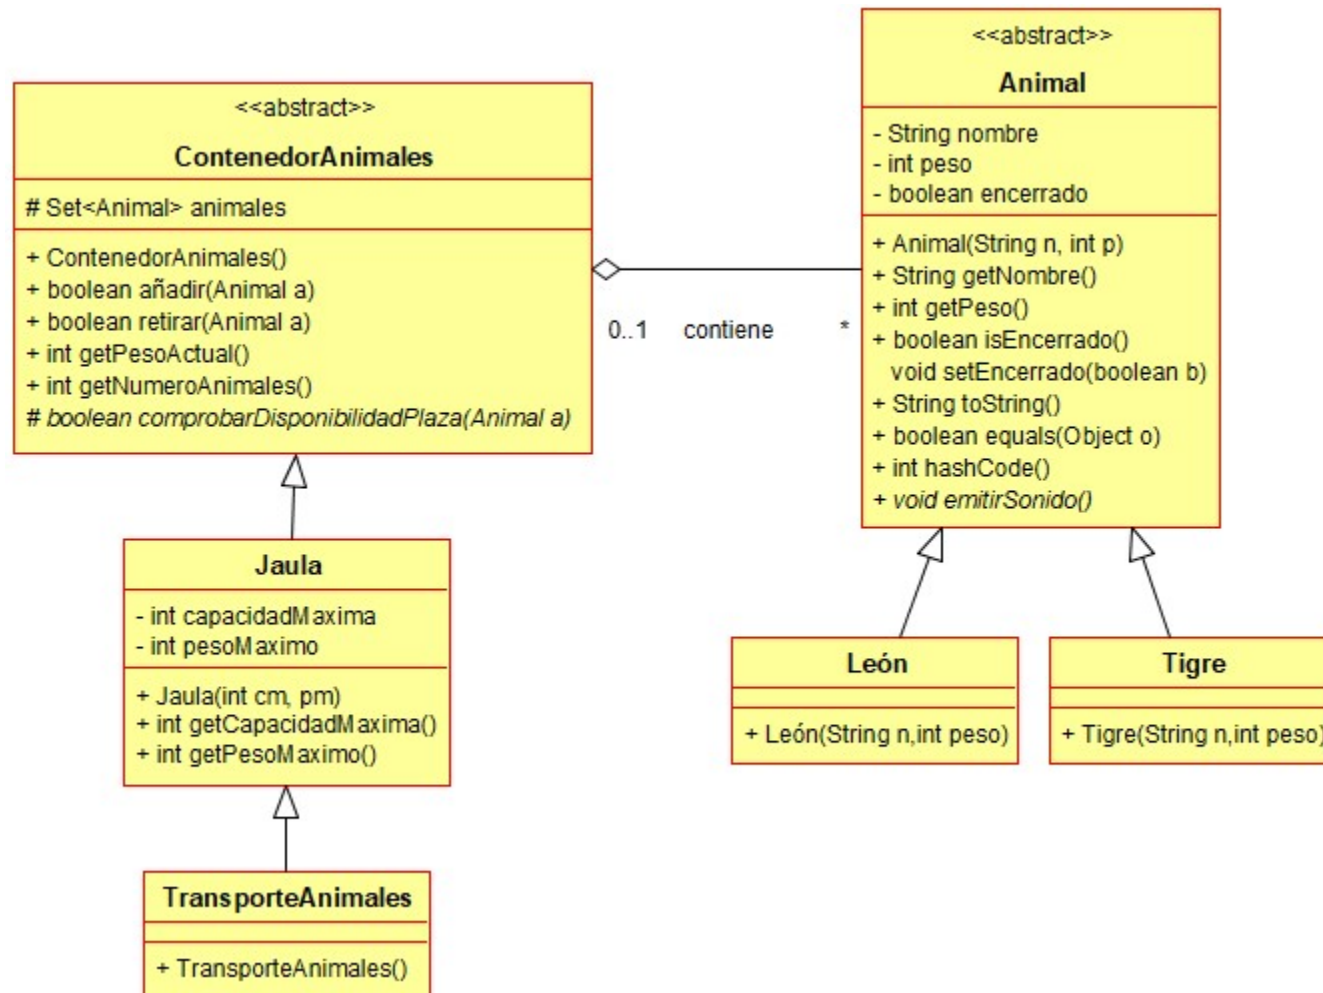 <<abstract>>
ContenedorAnimales
# Set<Animal> animales
+ ContenedorAnimales()
+ boolean añadir(Animal a)
+ boolean retirar(Animal a)
+ int getPesoActual()
+ int getNumeroAnimales()
# boolean comprobarDisponibilidadPlaza(Animal a)
0..1 contiene *
<<abstract>>
Animal
- String nombre
- int peso
- boolean encerrado
+ Animal(String n, int p)
+ String getNombre()
+ int getPeso()
+ boolean isEncerrado()
void setEncerrado(boolean b)
+ String toString()
+ boolean equals(Object o)
+ int hashCode()
+ void emitirSonido()
Jaula
- int capacidadMaxima
- int pesoMaximo
+ Jaula(int cm, pm)
+ int getCapacidadMaxima()
+ int getPesoMaximo()
León
+ León(String n,int peso)
Tigre
+ Tigre(String n,int peso)
TransporteAnimales
+ TransporteAnimales()